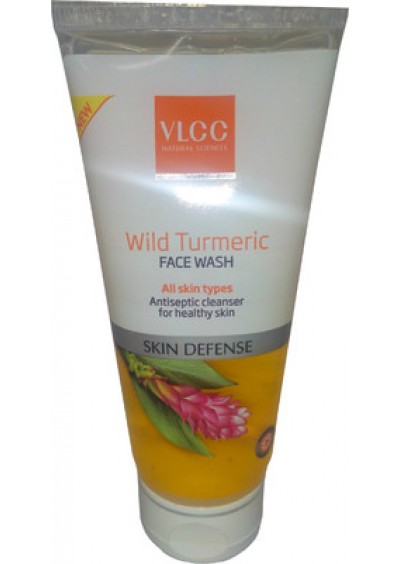 NEW
VLCC
NATURAL SCIENCES
Wild Turmeric
FACE WASH
All skin types
Antiseptic cleanser
for healthy skin
SKIN DEFENSE